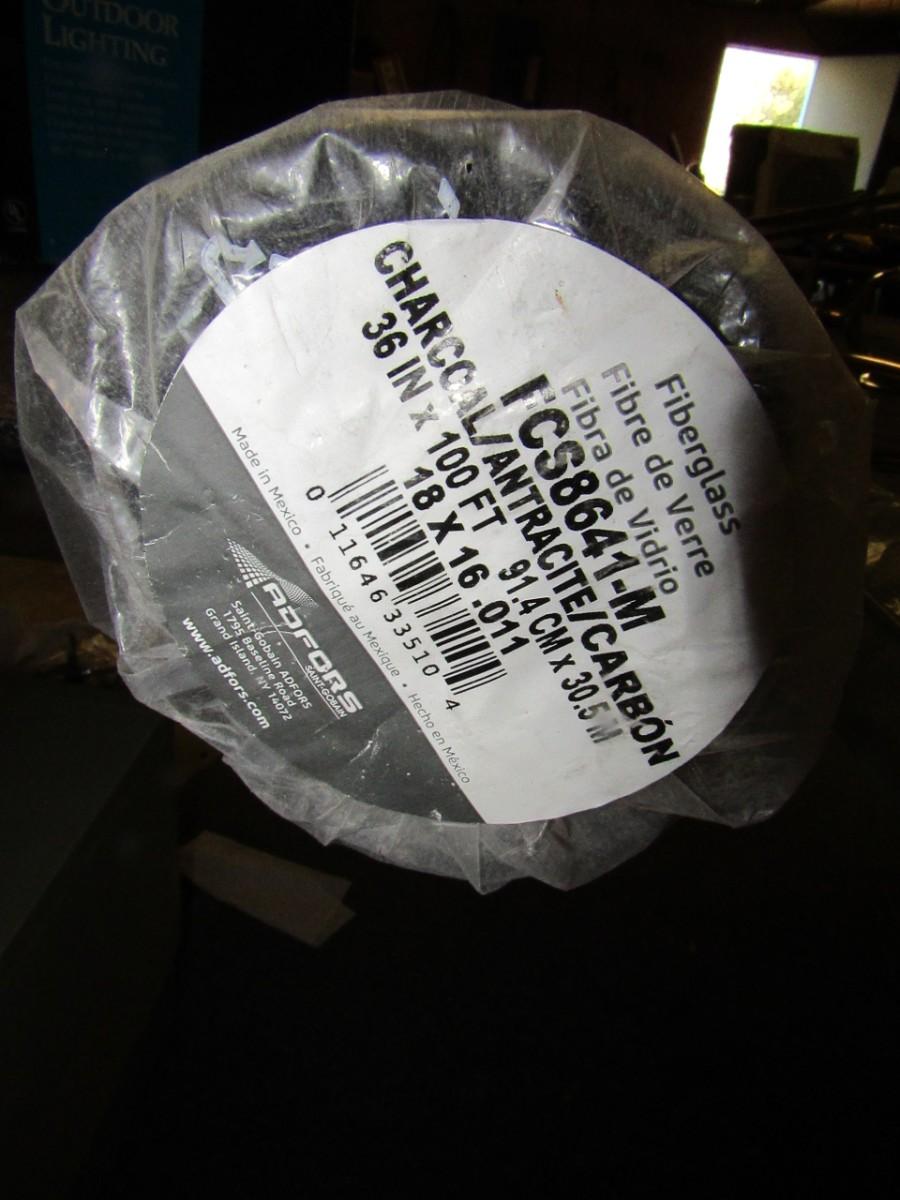 OUTDOOR
LIGHTING
Fiberglass
Fibre de Verre
Fibra de Vidrio
FCS8641-M
CHARCOAL/ANTRACITE/CARBÓN
36 IN x 100 FT 91.4 CM x 30.5 M
18 X 16 .011
0 11646 33510 4
Made in Mexico • Fabriqué au Mexique • Hecho en México
ADFORS
SAINT-GOBAIN
Saint-Gobain ADFORS
1795 Baseline Road
Grand Island, NY 14072
www.adfors.com